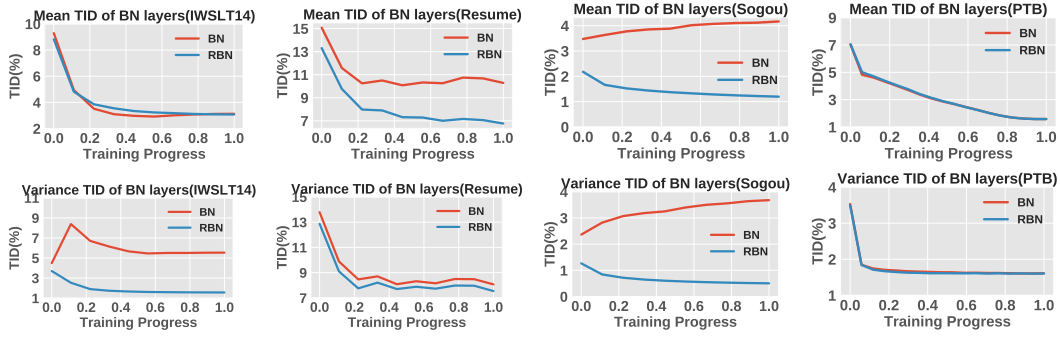 Mean TID of BN layers(IWSLT14)
10
8
6
4
2
TID(%)
BN
RBN
0.0 0.2 0.4 0.6 0.8 1.0
Training Progress
Mean TID of BN layers(Resume)
15
13
11
9
7
TID(%)
BN
RBN
0.0 0.2 0.4 0.6 0.8 1.0
Training Progress
Mean TID of BN layers(Sogou)
4
3
2
1
0
TID(%)
BN
RBN
0.0 0.2 0.4 0.6 0.8 1.0
Training Progress
Mean TID of BN layers(PTB)
9
7
5
3
1
TID(%)
BN
RBN
0.0 0.2 0.4 0.6 0.8 1.0
Training Progress
Variance TID of BN layers(IWSLT14)
11
9
7
5
3
1
TID(%)
BN
RBN
0.0 0.2 0.4 0.6 0.8 1.0
Training Progress
Variance TID of BN layers(Resume)
15
13
11
9
7
TID(%)
BN
RBN
0.0 0.2 0.4 0.6 0.8 1.0
Training Progress
Variance TID of BN layers(Sogou)
4
3
2
1
0
TID(%)
BN
RBN
0.0 0.2 0.4 0.6 0.8 1.0
Training Progress
Variance TID of BN layers(PTB)
4
3
2
1
TID(%)
BN
RBN
0.0 0.2 0.4 0.6 0.8 1.0
Training Progress